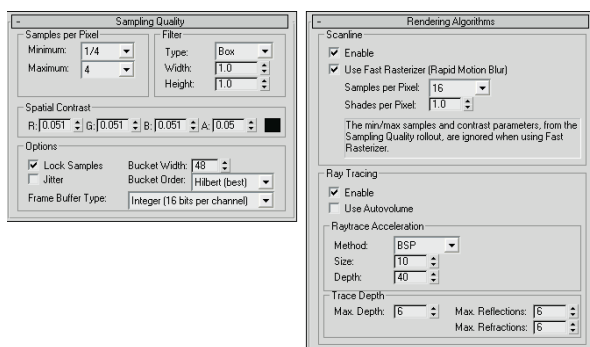 - Sampling Quality
Samples per Pixel
Minimum: 1/4
Maximum: 4
Filter
Type: Box
Width: 1.0
Height: 1.0
Spatial Contrast
R: 0.051 G: 0.051 B: 0.051 A: 0.05
Options
Lock Samples
Jitter
Bucket Width: 48
Bucket Order: Hilbert (best)
Frame Buffer Type: Integer (16 bits per channel)
- Rendering Algorithms
Scanline
Enable
Use Fast Rasterizer (Rapid Motion Blur)
Samples per Pixel: 16
Shades per Pixel: 1.0
The min/max samples and contrast parameters, from the
Sampling Quality rollout, are ignored when using Fast
Rasterizer.
Ray Tracing
Enable
Use Autovolume
Raytrace Acceleration
Method: BSP
Size: 10
Depth: 40
Trace Depth
Max. Depth: 6
Max. Reflections: 6
Max. Refractions: 6